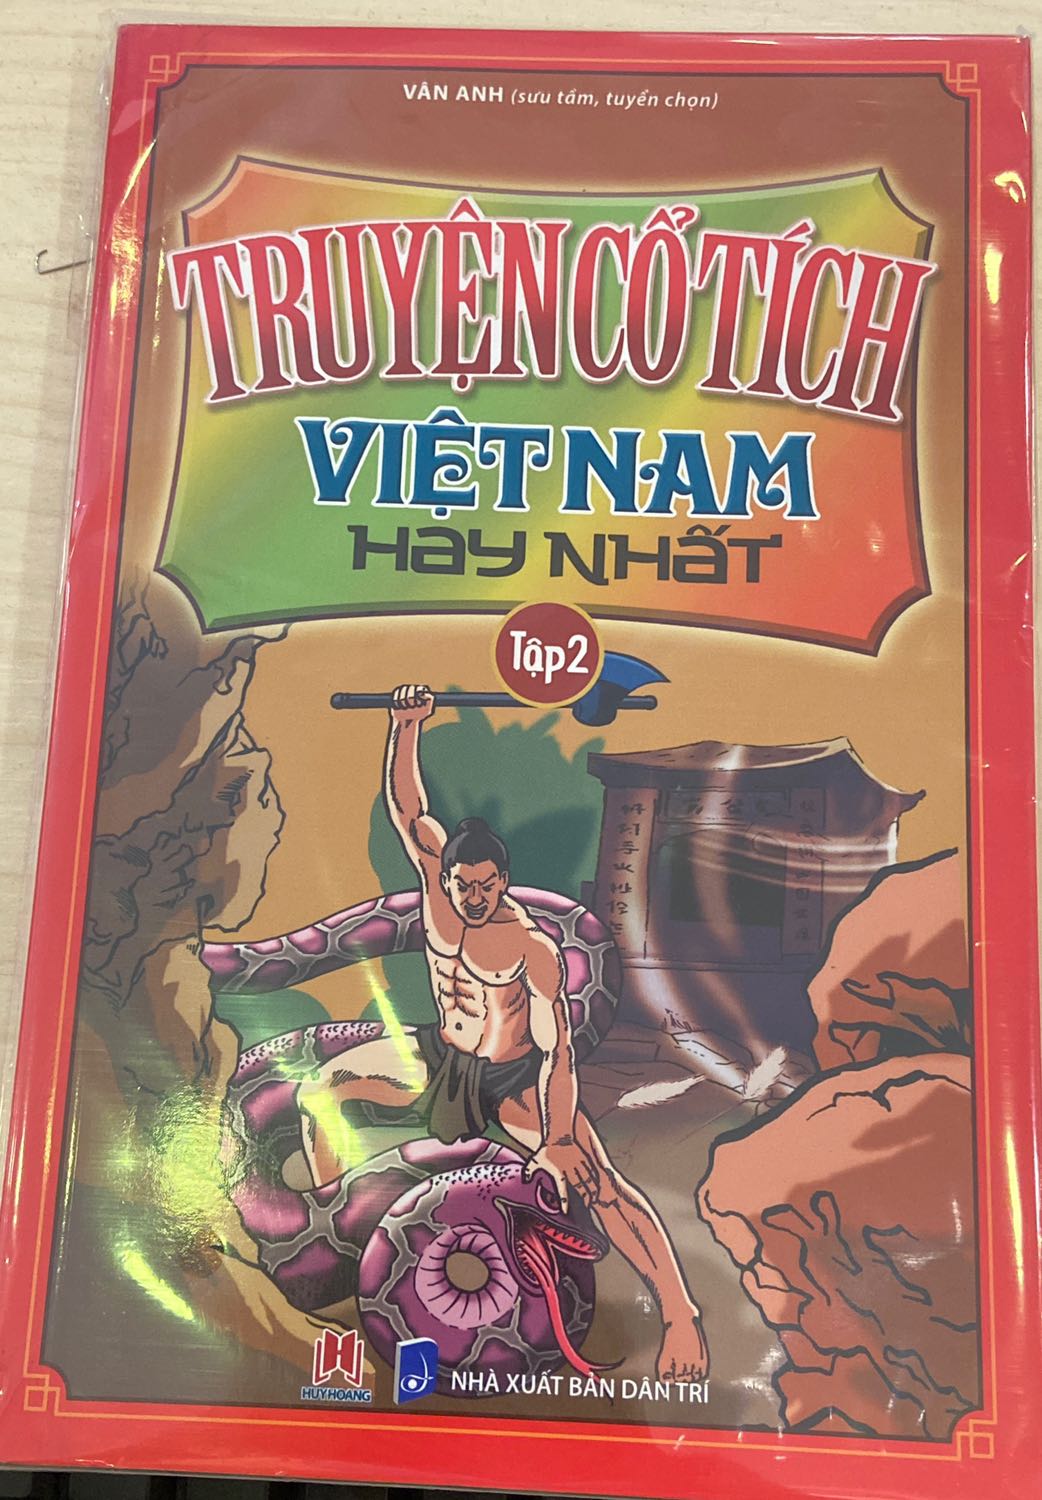 VÂN ANH (sưu tầm, tuyển chọn)
TRUYỆN CỔ TÍCH
VIỆT NAM
HAY NHẤT
Tập 2
HUY HOANG
NHÀ XUẤT BẢN DÂN TRÍ